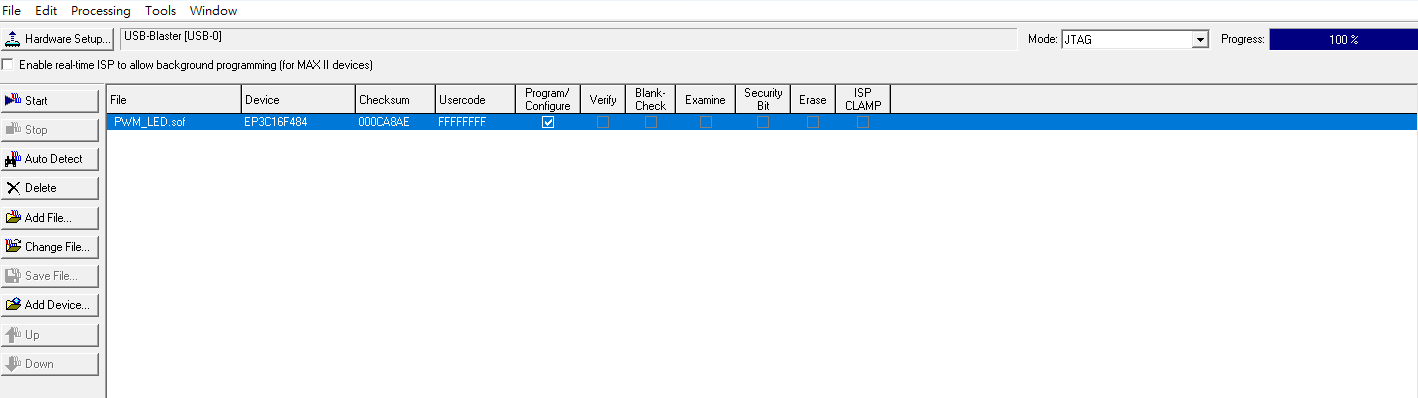 File Edit Processing Tools Window
Hardware Setup... USB-Blaster [USB-0] Mode: JTAG Progress: 100 %
Enable real-time ISP to allow background programming (for MAX II devices)
Start
Stop
Auto Detect
Delete
Add File...
Change File...
Save File...
Add Device...
Up
Down
File Device Checksum Usercode Program/ Configure Verify Blank- Check Examine Security Bit Erase ISP CLAMP
PWM_LED.sof EP3C16F484 000CA8AE FFFFFFFF